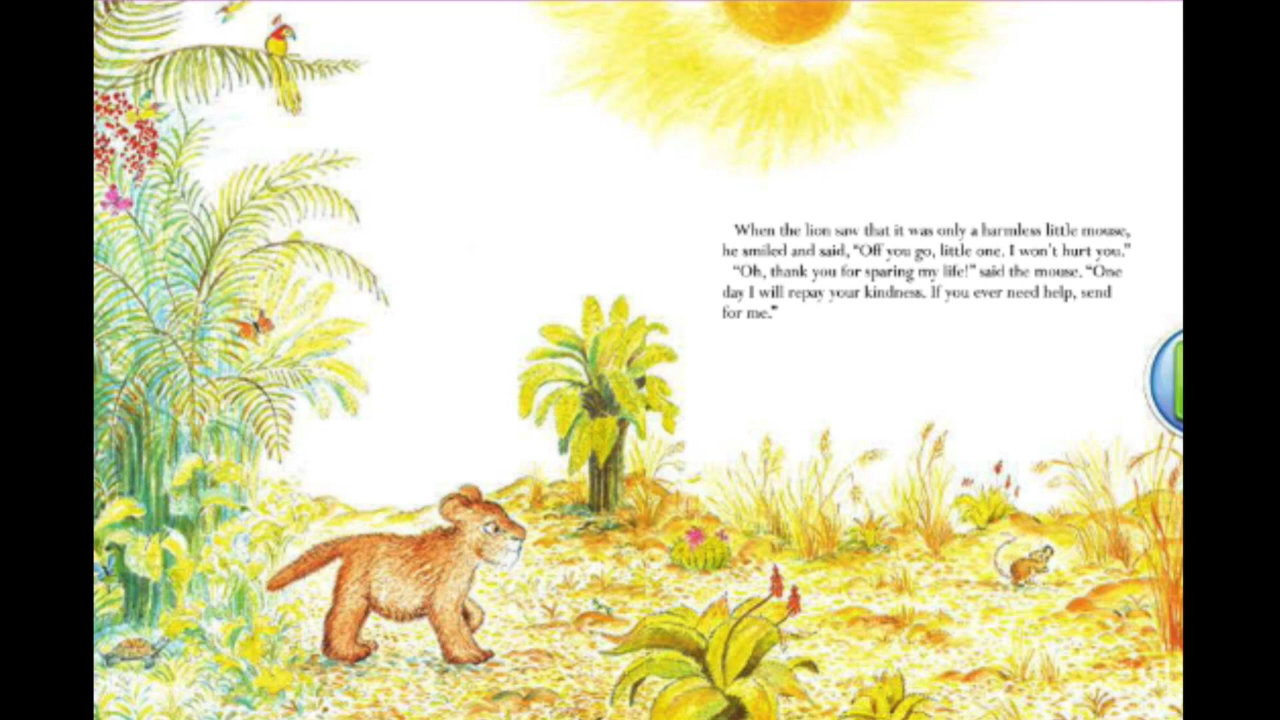 When the lion saw that it was only a harmless little mouse,
he smiled and said, “Off you go, little one. I won’t hurt you.”
“Oh, thank you for sparing my life!” said the mouse. “One
day I will repay your kindness. If you ever need help, send
for me.”